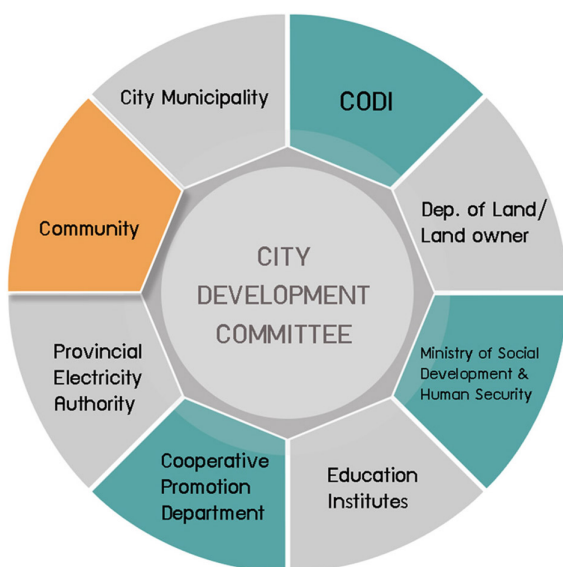 City Municipality
CODI
Dep. of Land/
Land owner
Ministry of Social
Development &
Human Security
Education
Institutes
Cooperative
Promotion
Department
Provincial
Electricity
Authority
Community
CITY
DEVELOPMENT
COMMITTEE